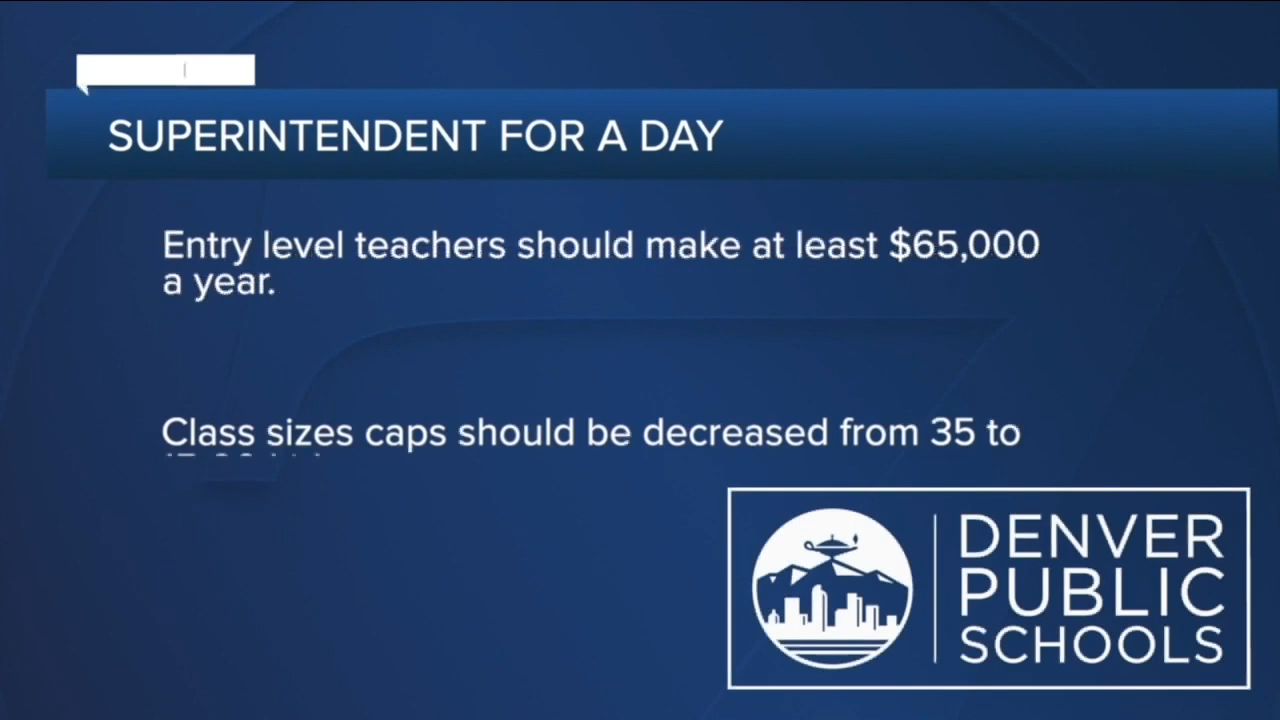 SUPERINTENDENT FOR A DAY
Entry level teachers should make at least $65,000
a year.
Class sizes caps should be decreased from 35 to
DENVER
PUBLIC
SCHOOLS